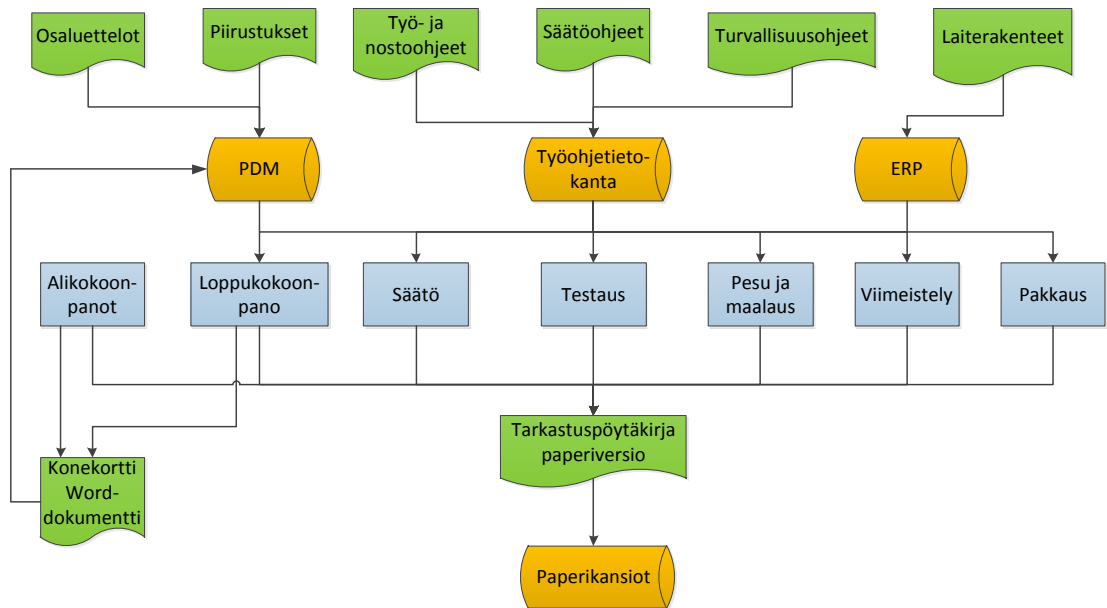 Osaluettelot
Piirustukset
Työ- ja
nostoohjeet
Säätöohjeet
Turvallisuusohjeet
Laiterakenteet
PDM
Työohjetieto-
kanta
ERP
Alikokoon-
panot
Loppukokoon-
pano
Säätö
Testaus
Pesu ja
maalaus
Viimeistely
Pakkaus
Tarkastuspöytäkirja
paperiversio
Konekortti
Word-
dokumentti
Paperikansiot